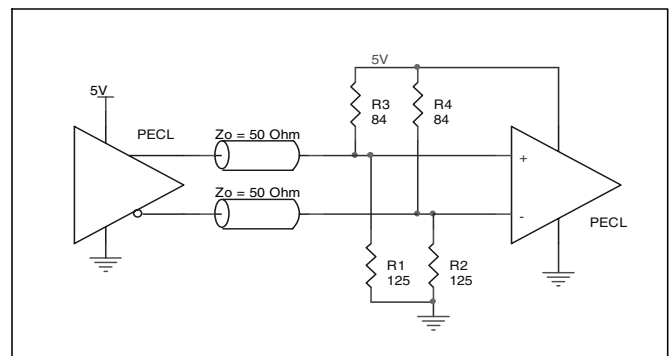 5V
5V
PECL
Zo = 50 Ohm
R3
84
R4
84
+
Zo = 50 Ohm
-
PECL
R1
125
R2
125